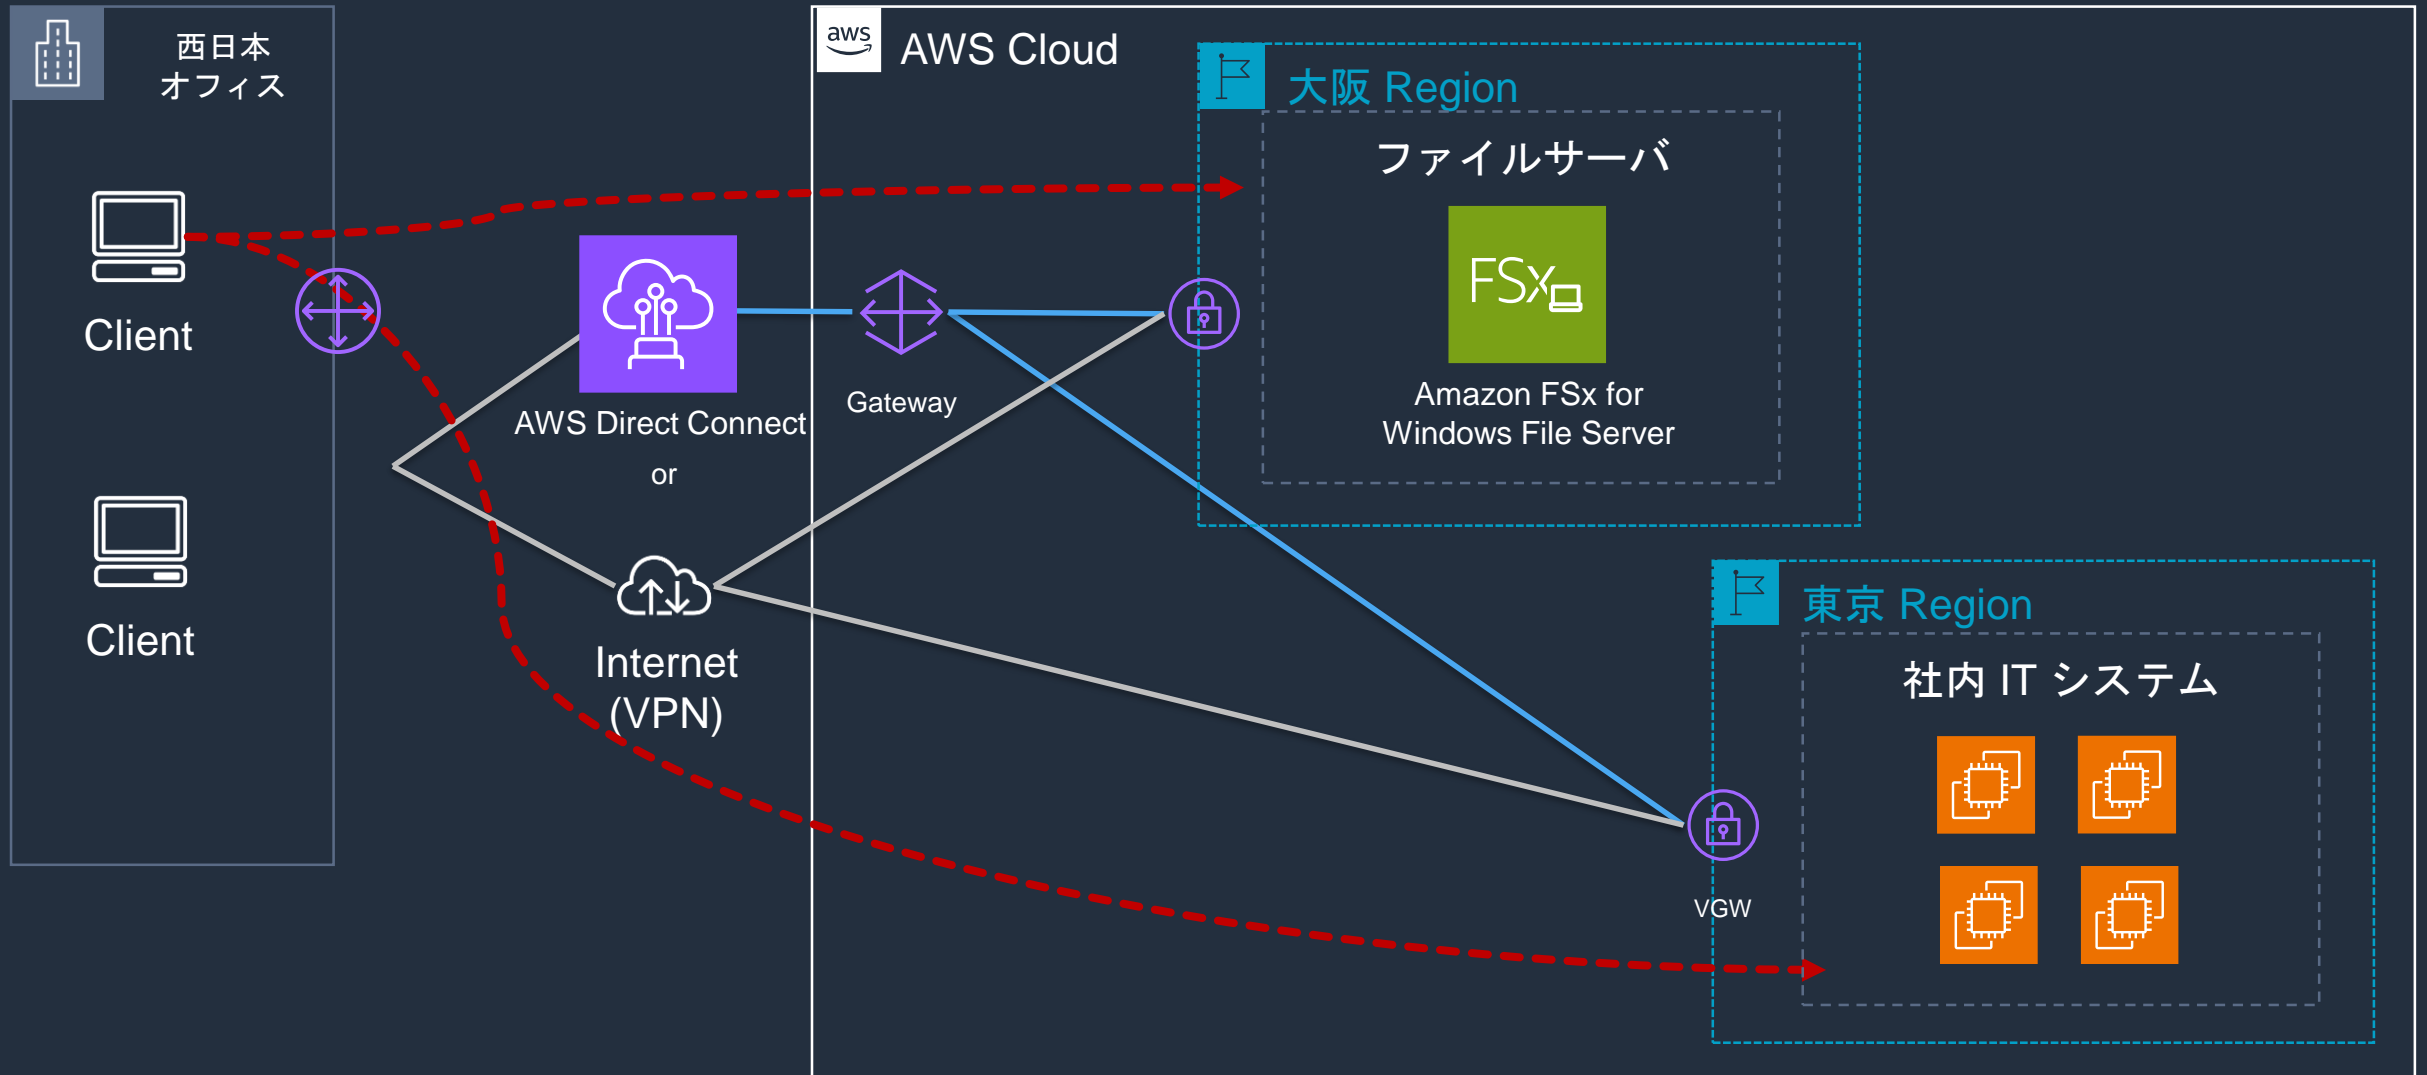 西日本
オフィス
aws
AWS Cloud
大阪 Region
ファイルサーバ
FSx
Amazon FSx for
Windows File Server
Client
AWS Direct Connect
or
Gateway
Client
Internet
(VPN)
東京 Region
社内 IT システム
VGW